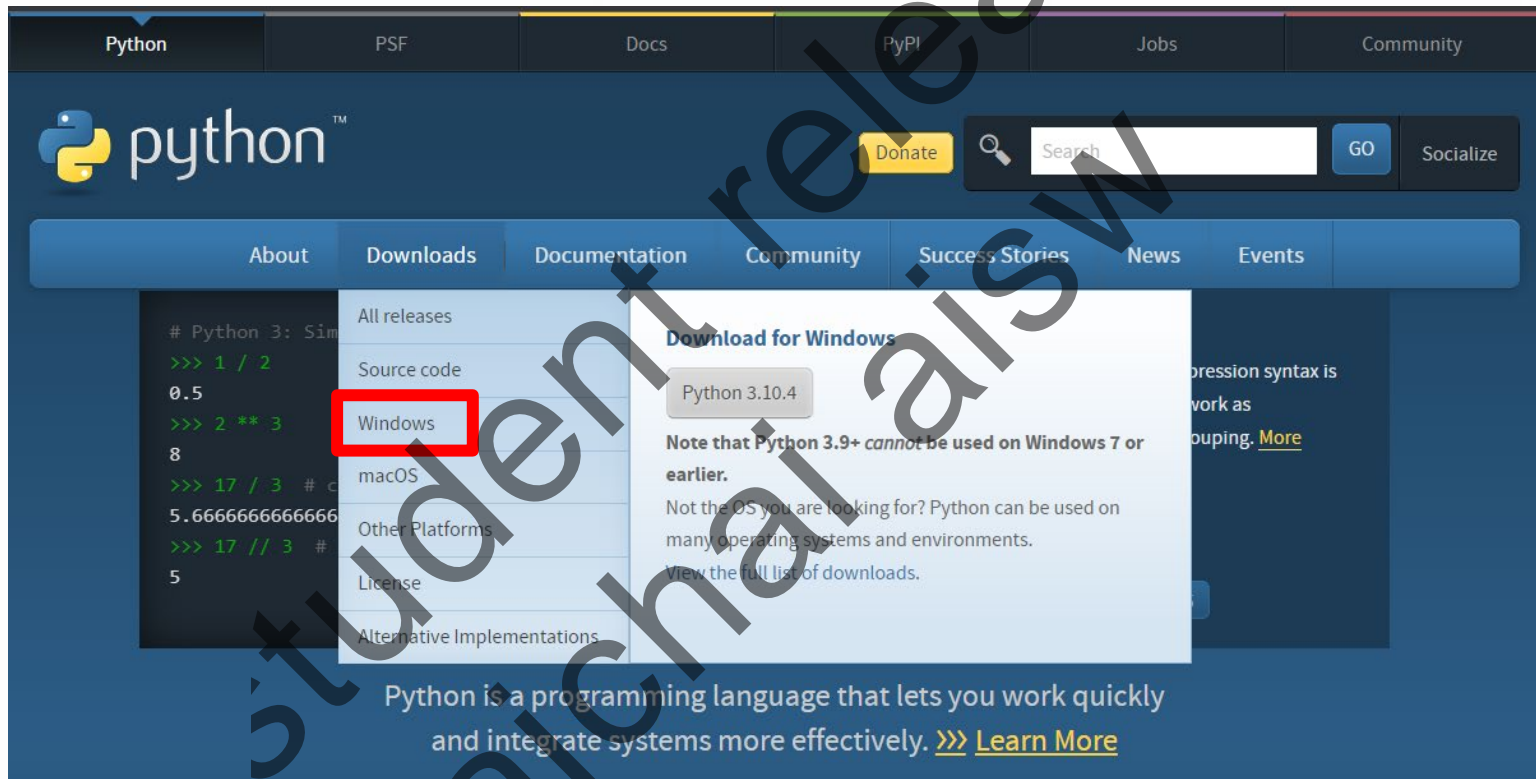 Python PSF Docs PyPI Jobs Community
python™
Donate Search GO Socialize
About Downloads Documentation Community Success Stories News Events
# Python 3: Sim
>>> 1 / 2
0.5
>>> 2 ** 3
8
>>> 17 / 3 # c
5.6666666666666
>>> 17 // 3 #
5
All releases
Source code
Windows
macOS
Other Platforms
License
Alternative Implementations
Download for Windows
Python 3.10.4
Note that Python 3.9+ cannot be used on Windows 7 or
earlier.
Not the OS you are looking for? Python can be used on
many operating systems and environments.
View the full list of downloads.
pression syntax is
work as
ouping. More
Python is a programming language that lets you work quickly
and integrate systems more effectively. >>> Learn More
student relea
aichai aisw